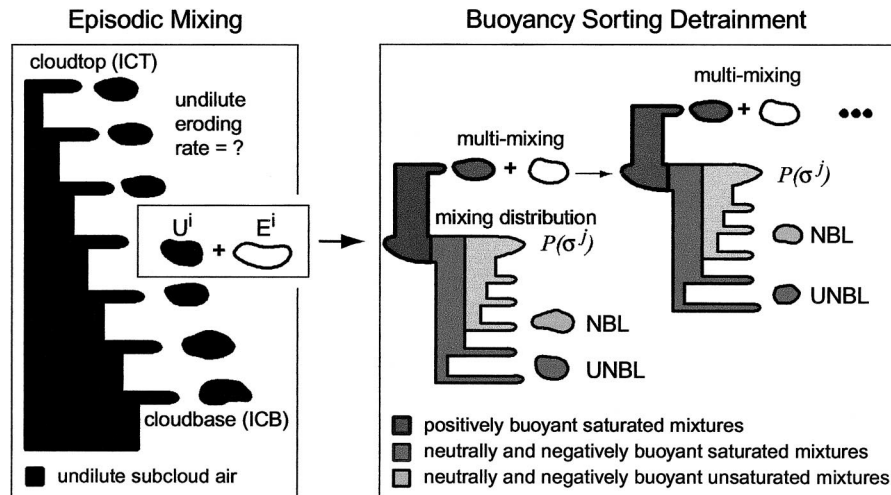 Episodic Mixing
cloudtop (ICT)
undilute
eroding
rate = ?
U^i + E^i
cloudbase (ICB)
undilute subcloud air
Buoyancy Sorting Detrainment
multi-mixing
+
mixing distribution
P(σ^j)
NBL
UNBL
multi-mixing
+ •••
P(σ^j)
NBL
UNBL
positively buoyant saturated mixtures
neutrally and negatively buoyant saturated mixtures
neutrally and negatively buoyant unsaturated mixtures